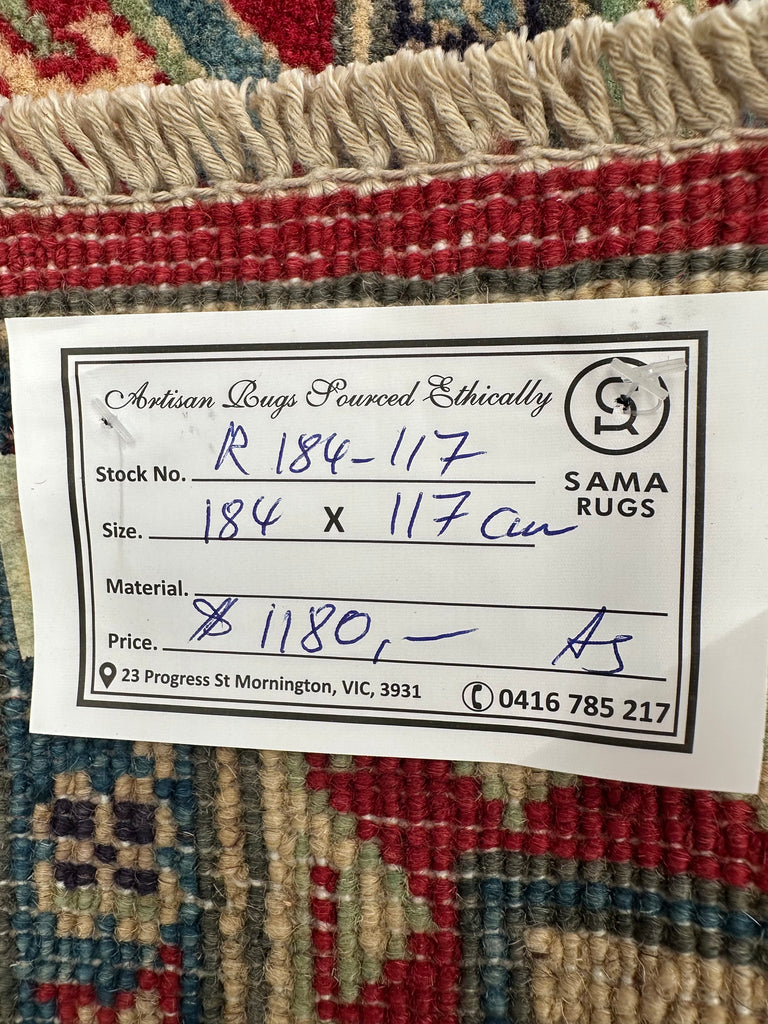 Artisan Rugs Sourced Ethically
SR
SAMA
RUGS
Stock No. R 184-117
Size. 184 X 117 cm
Material.
Price. $ 1180,—
23 Progress St Mornington, VIC, 3931
0416 785 217